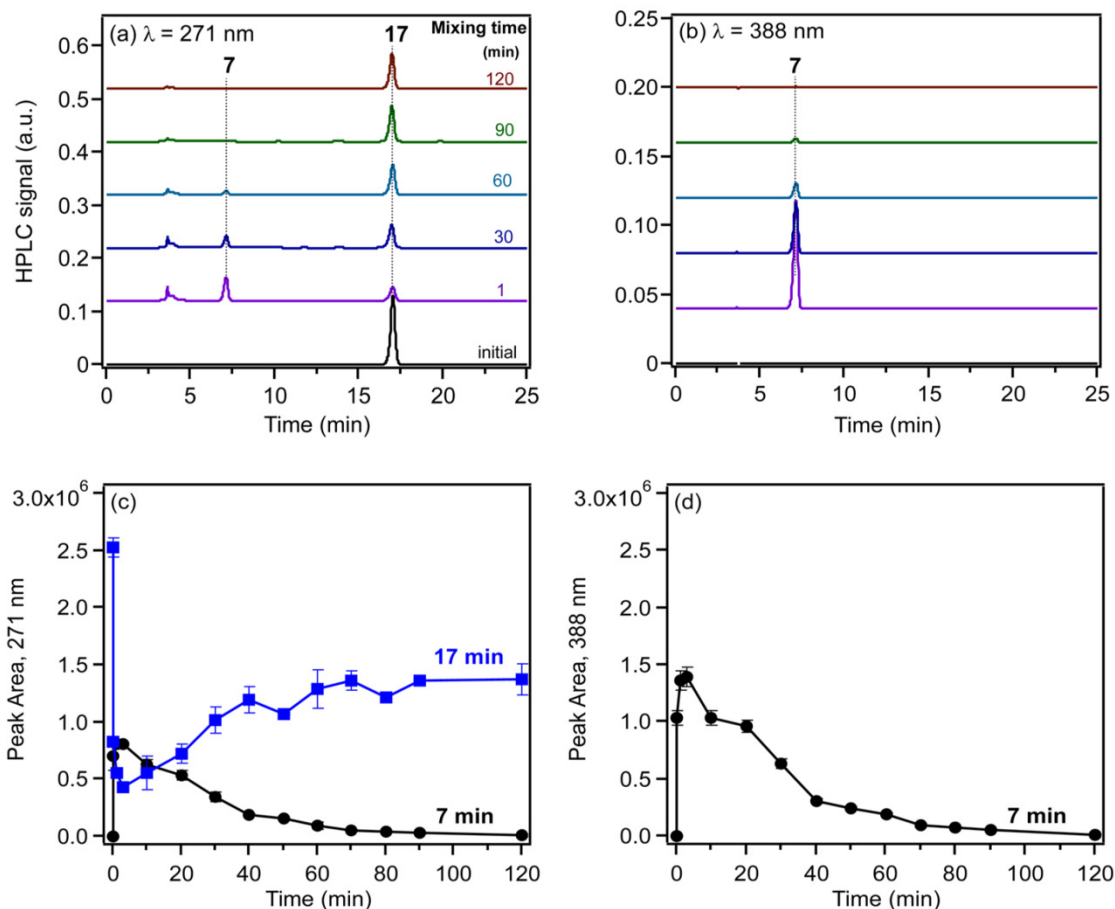 (a) λ = 271 nm
17
Mixing time
(min)
7
120
90
60
30
1
initial
0.6
0.5
0.4
0.3
0.2
0.1
0
HPLC signal (a.u.)
0 5 10 15 20 25
Time (min)
(b) λ = 388 nm
7
0.25
0.20
0.15
0.10
0.05
0
0 5 10 15 20 25
Time (min)
(c)
3.0x10⁶
2.5
2.0
1.5
1.0
0.5
0.0
Peak Area, 271 nm
17 min
7 min
0 20 40 60 80 100 120
Time (min)
(d)
3.0x10⁶
2.5
2.0
1.5
1.0
0.5
0.0
Peak Area, 388 nm
7 min
0 20 40 60 80 100 120
Time (min)